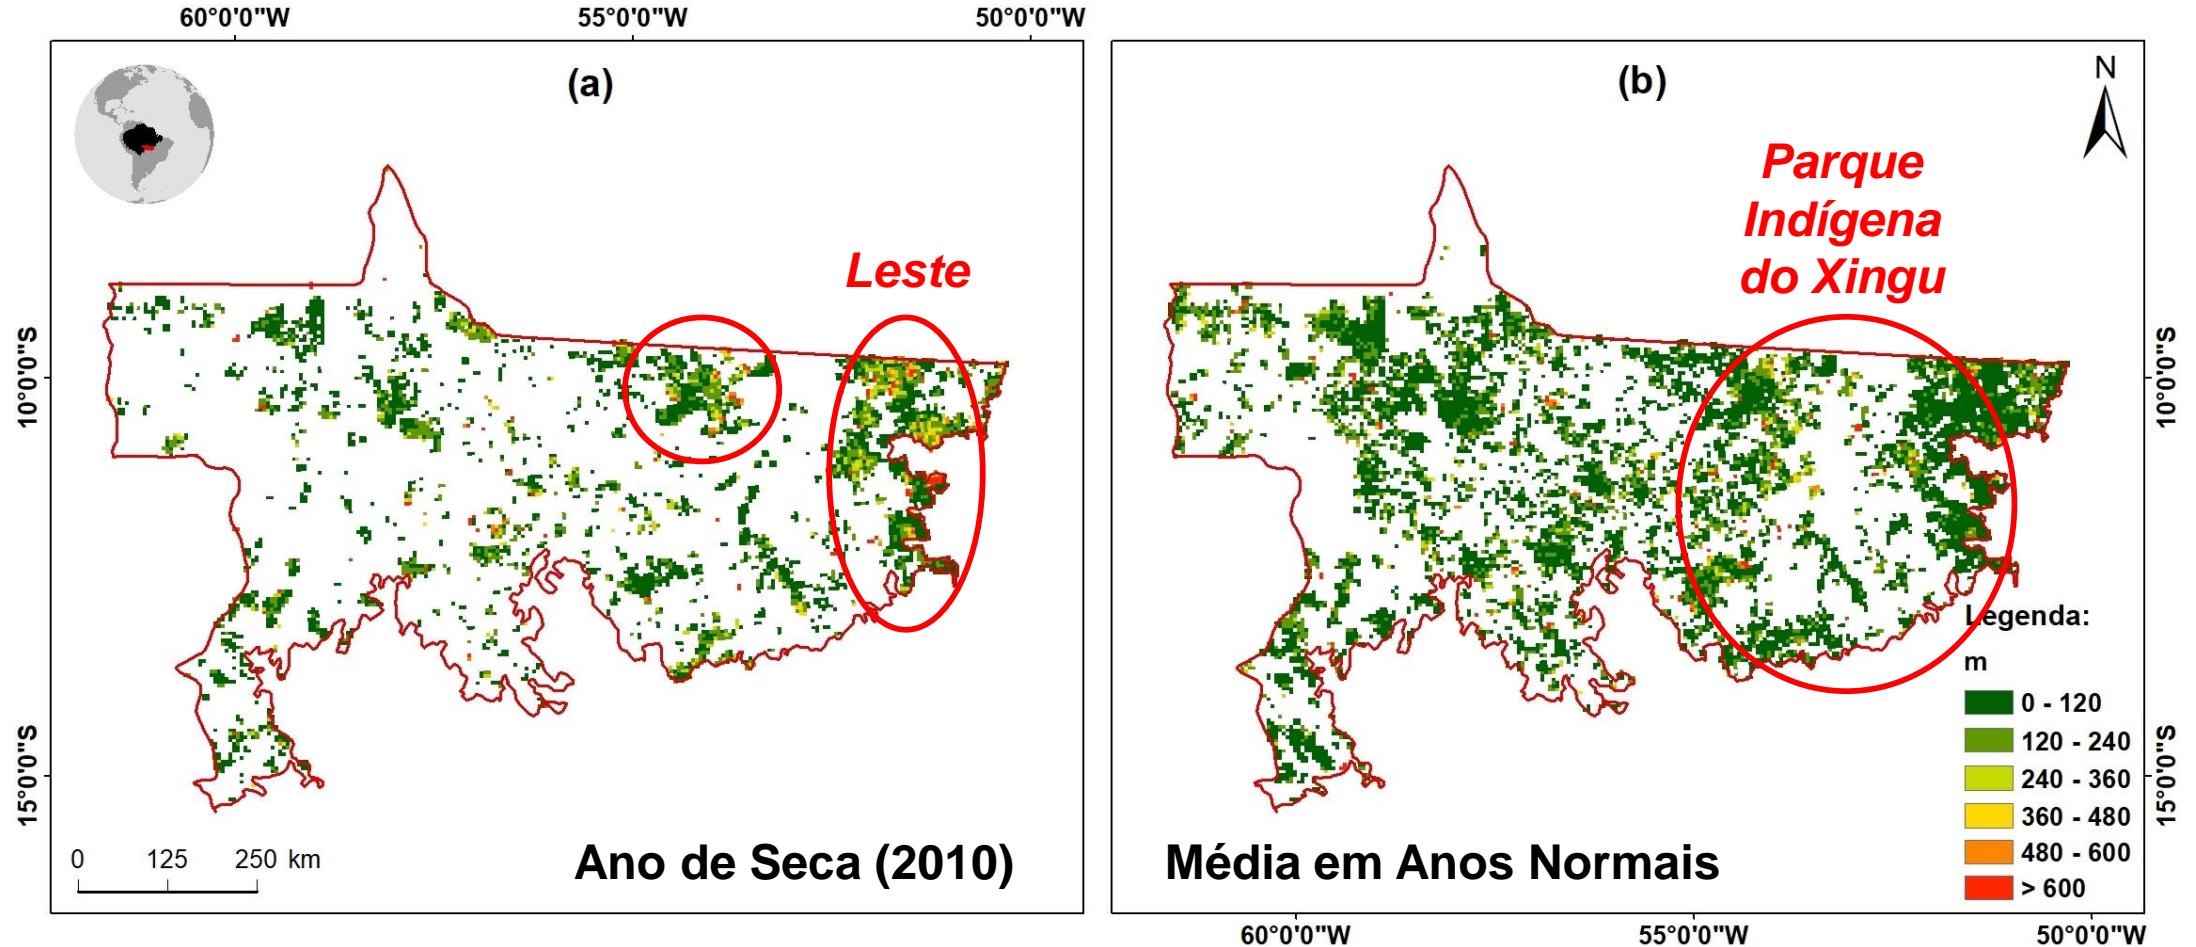 60°0'0"W
55°0'0"W
50°0'0"W
(a)
(b)
N
Leste
Parque
Indígena
do Xingu
10°0'0"S
10°0'0"S
15°0'0"S
15°0'0"S
Legenda:
m
0 - 120
120 - 240
240 - 360
360 - 480
480 - 600
> 600
0 125 250 km
Ano de Seca (2010)
Média em Anos Normais
60°0'0"W
55°0'0"W
50°0'0"W